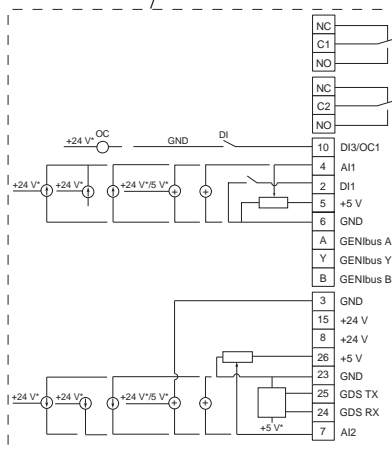 NC
C1
NO
NC
C2
NO
+24 V* OC GND DI 10 DI3/OC1
4 AI1
+24 V* +24 V* +24 V*/5 V* 2 DI1
5 +5 V
6 GND
A GENIbus A
Y GENIbus Y
B GENIbus B
3 GND
15 +24 V
8 +24 V
26 +5 V
23 GND
+24 V* +24 V* +24 V*/5 V* 25 GDS TX
24 GDS RX
+5 V* 7 AI2